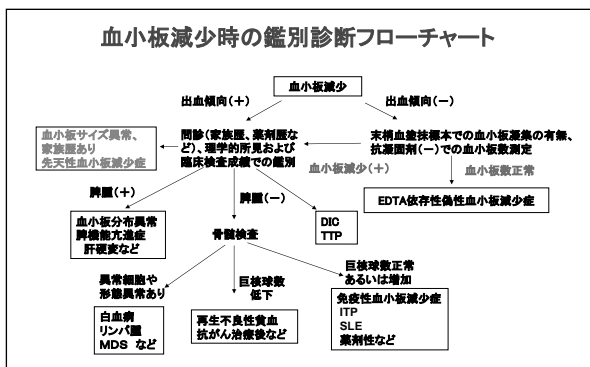 血小板減少時の鑑別診断フローチャート
血小板減少
出血傾向(+)
出血傾向(−)
血小板サイズ異常、
家族歴あり
先天性血小板減少症
問診(家族歴、薬剤歴な
ど)、理学的所見および
臨床検査成績での鑑別
末梢血塗抹標本での血小板凝集の有無、
抗凝固剤(−)での血小板数測定
血小板減少(+)
血小板数正常
EDTA依存性偽性血小板減少症
脾腫(+)
脾腫(−)
血小板分布異常
脾機能亢進症
肝硬変など
骨髄検査
DIC
TTP
異常細胞や
形態異常あり
巨核球数
低下
巨核球数正常
あるいは増加
白血病
リンパ腫
MDS など
再生不良性貧血
抗がん治療後など
免疫性血小板減少症
ITP
SLE
薬剤性など